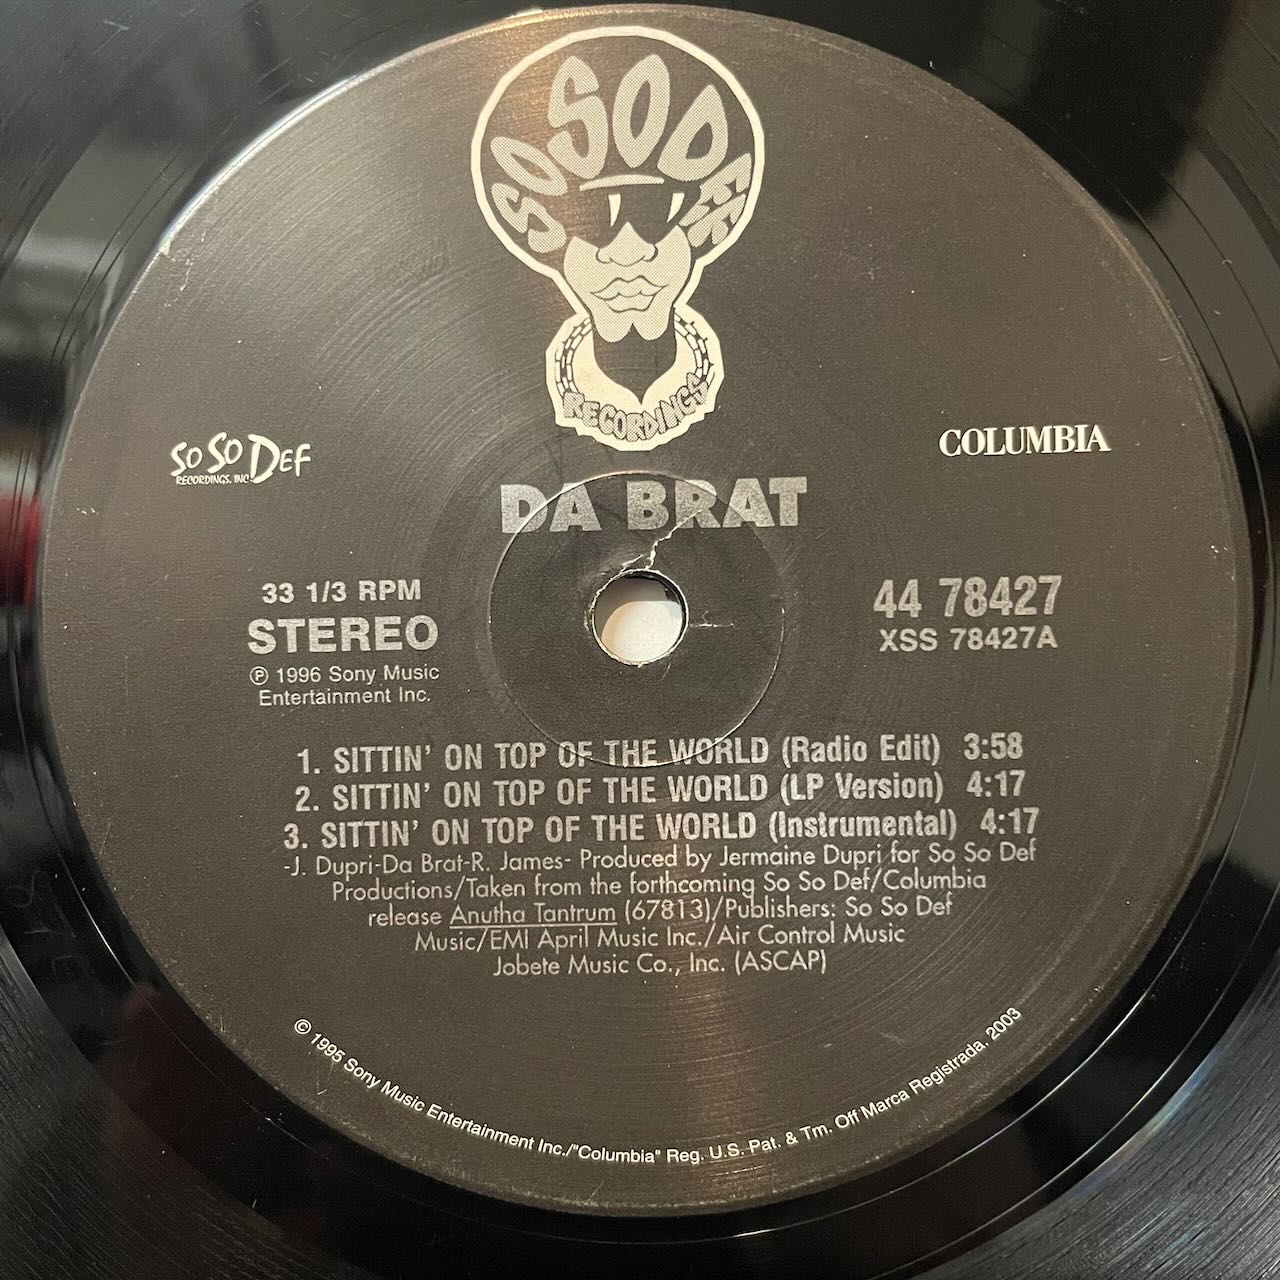 SO SO DEF
RECORDINGS
SO SO DEF
RECORDINGS, INC.
COLUMBIA
DA BRAT
33 1/3 RPM
STEREO
℗ 1996 Sony Music
Entertainment Inc.
44 78427
XSS 78427A
1. SITTIN' ON TOP OF THE WORLD (Radio Edit) 3:58
2. SITTIN' ON TOP OF THE WORLD (LP Version) 4:17
3. SITTIN' ON TOP OF THE WORLD (Instrumental) 4:17
-J. Dupri-Da Brat-R. James- Produced by Jermaine Dupri for So So Def
Productions/Taken from the forthcoming So So Def/Columbia
release Anutha Tantrum (67813)/Publishers: So So Def
Music/EMI April Music Inc./Air Control Music
Jobete Music Co., Inc. (ASCAP)
© 1995 Sony Music Entertainment Inc./"Columbia" Reg. U.S. Pat. & Tm. Off Marca Registrada. 2003